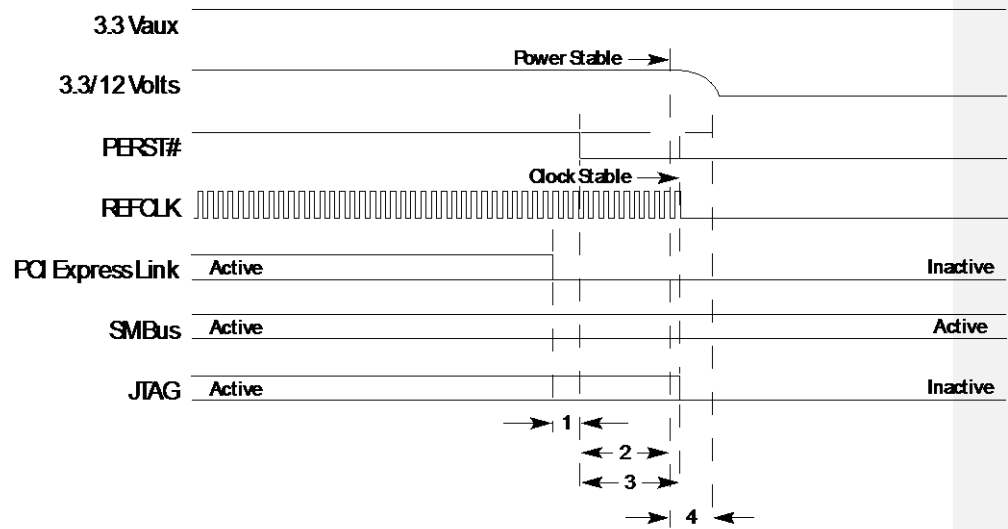 3.3 Vaux
Power Stable
3.3/12 Volts
PERST#
Clock Stable
REFCLK
PCI Express Link
Active
Inactive
SMBus
Active
Active
JTAG
Active
Inactive
1
2
3
4